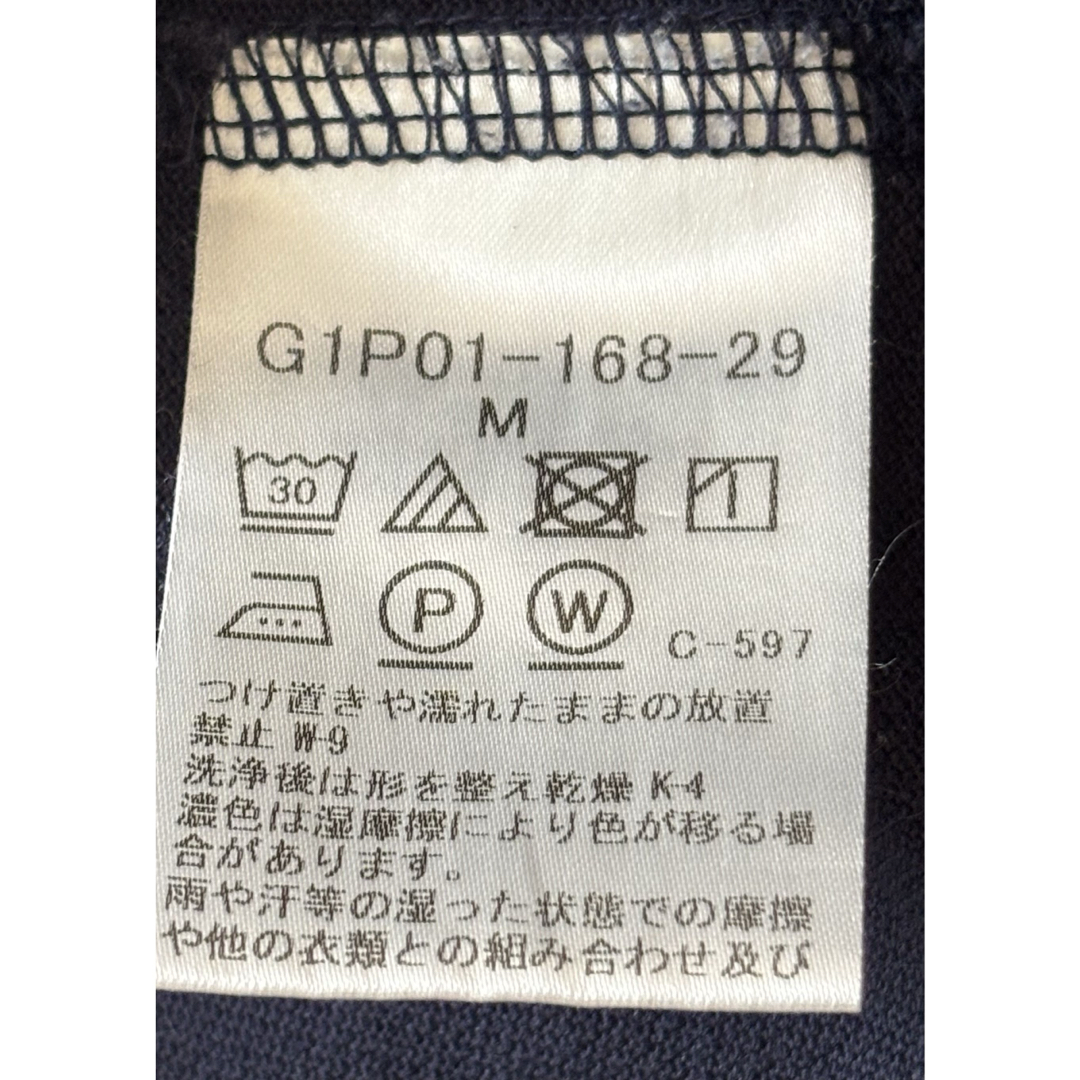 G1P01-168-29
M
30
P W C-597
つけ置きや濡れたままの放置
禁止 W-9
洗浄後は形を整え乾燥 K-4
濃色は湿摩擦により色が移る場
合があります。
雨や汗等の湿った状態での摩擦
や他の衣類との組み合わせ及び